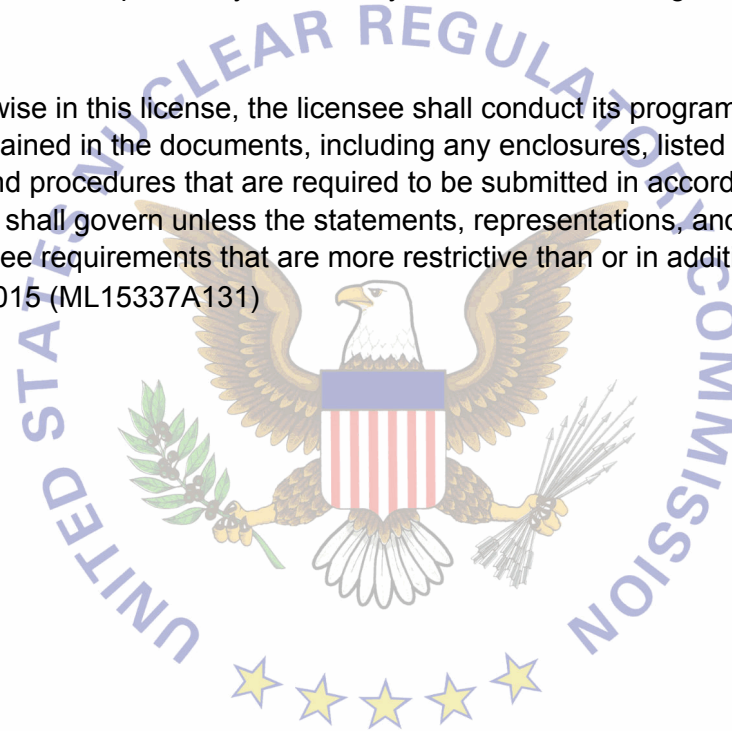 UNITED STATES NUCLEAR REGULATORY COMMISSION
wise in this license, the licensee shall conduct its program
ained in the documents, including any enclosures, listed
nd procedures that are required to be submitted in accord
shall govern unless the statements, representations, and
ee requirements that are more restrictive than or in addit
015 (ML15337A131)